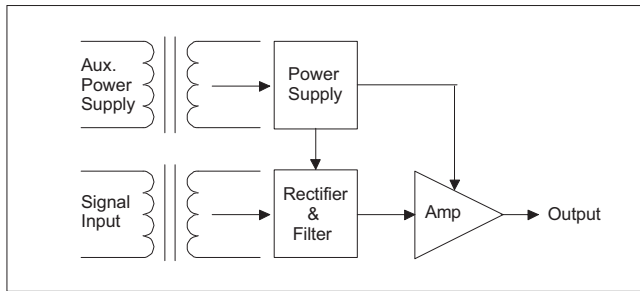 Aux.
Power
Supply
Power
Supply
Signal
Input
Rectifier
&
Filter
Amp
Output